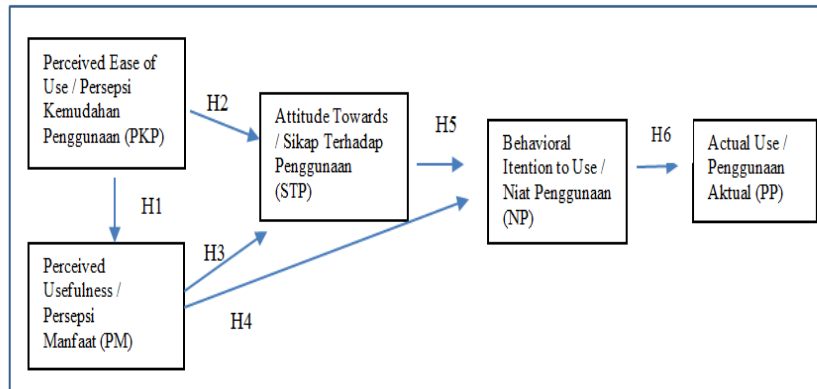 Perceived Ease of
Use / Persepsi
Kemudahan
Penggunaan (PKP)
H2
Attitude Towards
/ Sikap Terhadap
Penggunaan
(STP)
H5
Behavioral
Itention to Use /
Niat Penggunaan
(NP)
H6
Actual Use /
Penggunaan
Aktual (PP)
H1
Perceived
Usefulness /
Persepsi
Manfaat (PM)
H3
H4